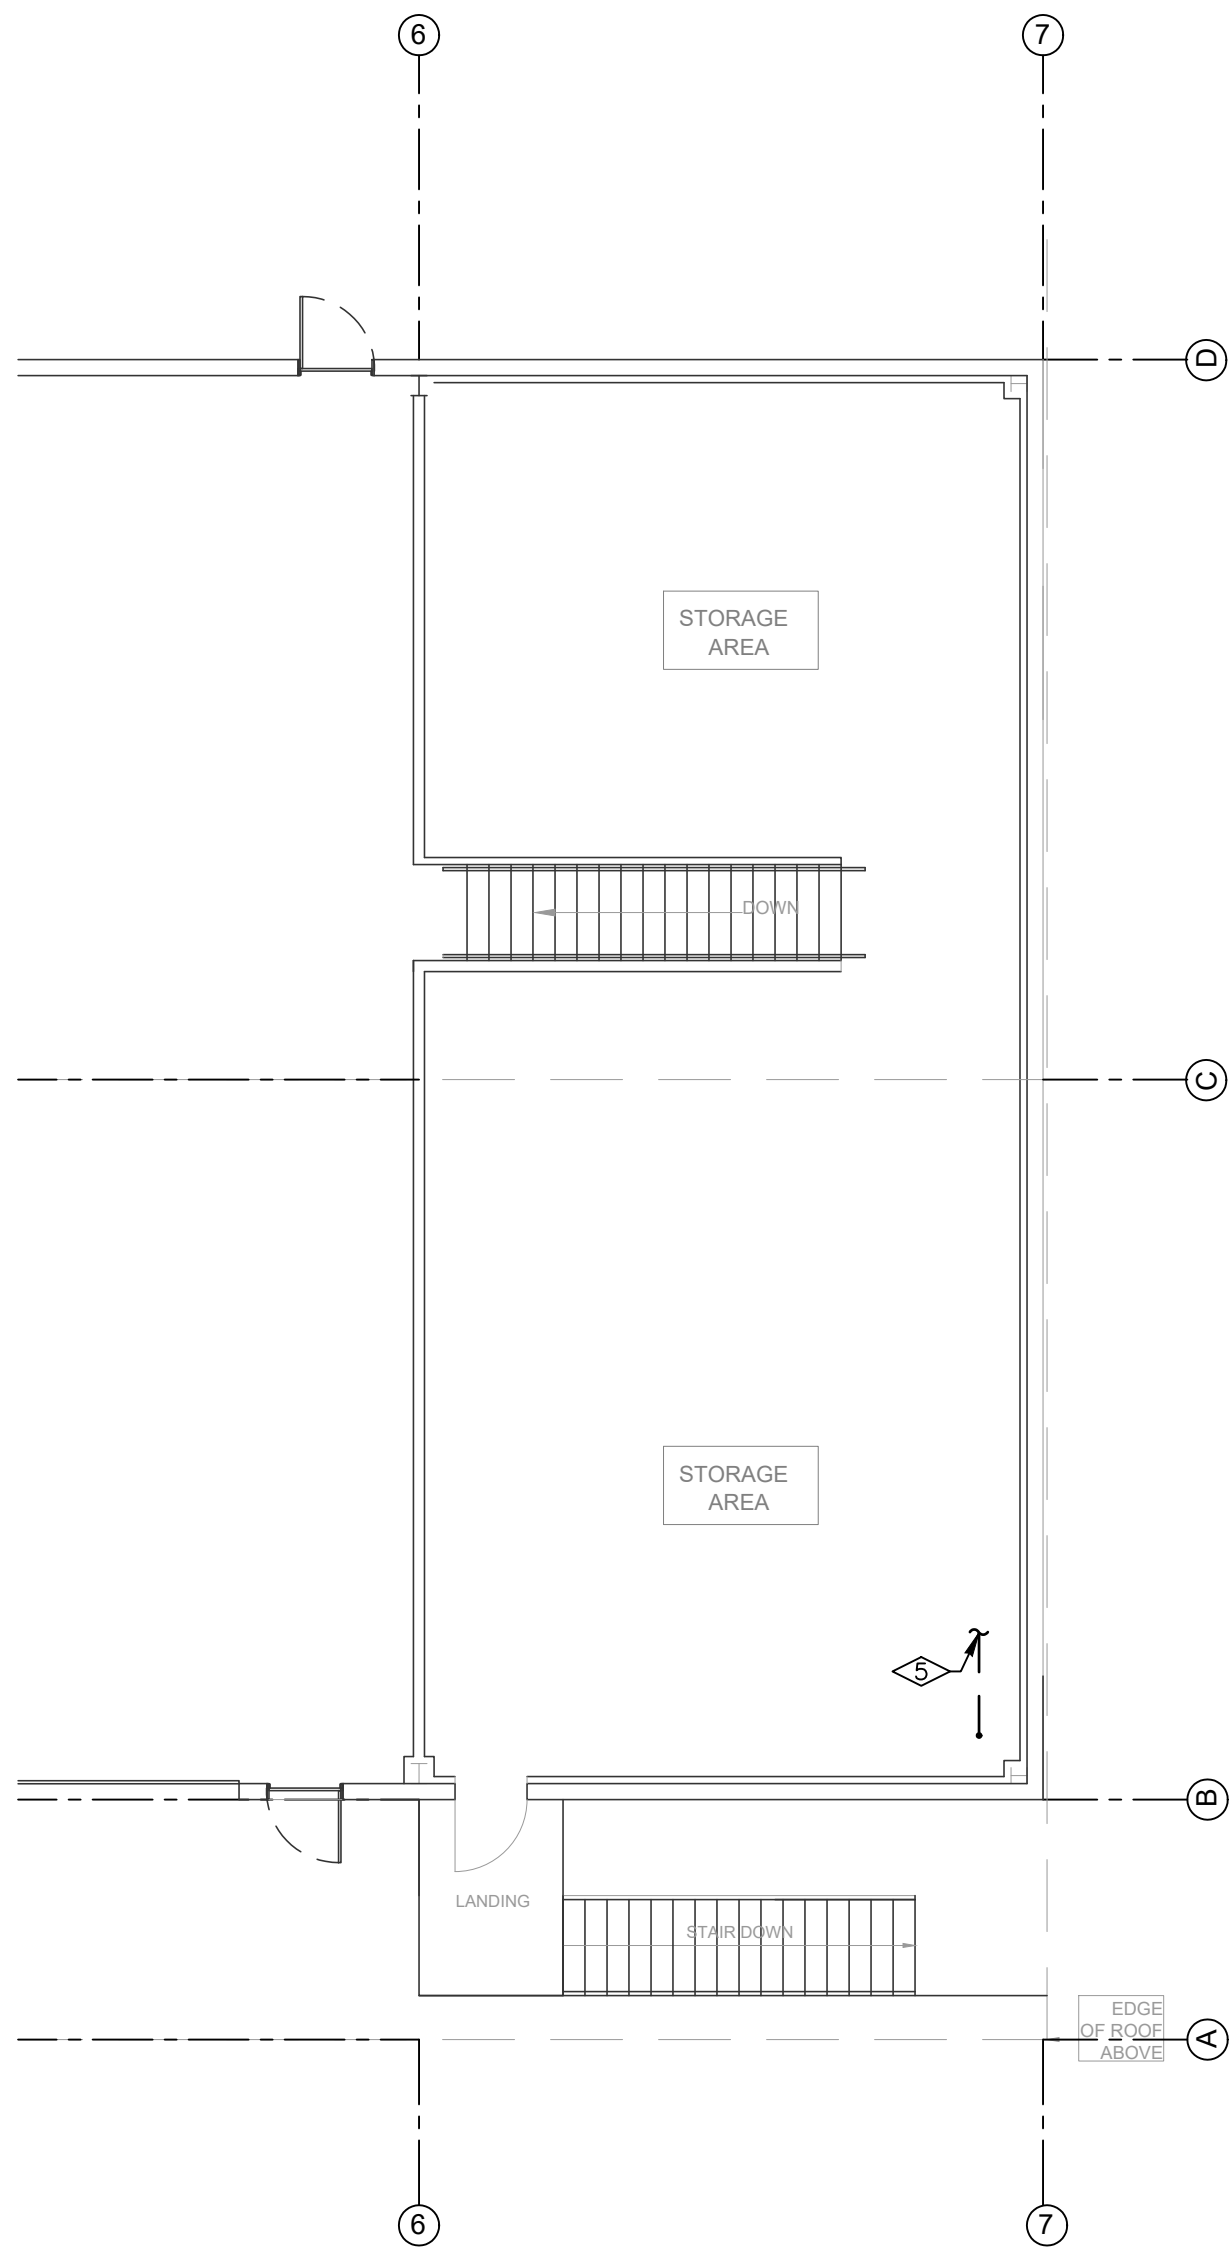 6
7
D
STORAGE
AREA
DOWN
C
STORAGE
AREA
5
B
LANDING
STAIR DOWN
EDGE
OF ROOF
ABOVE
A
6
7